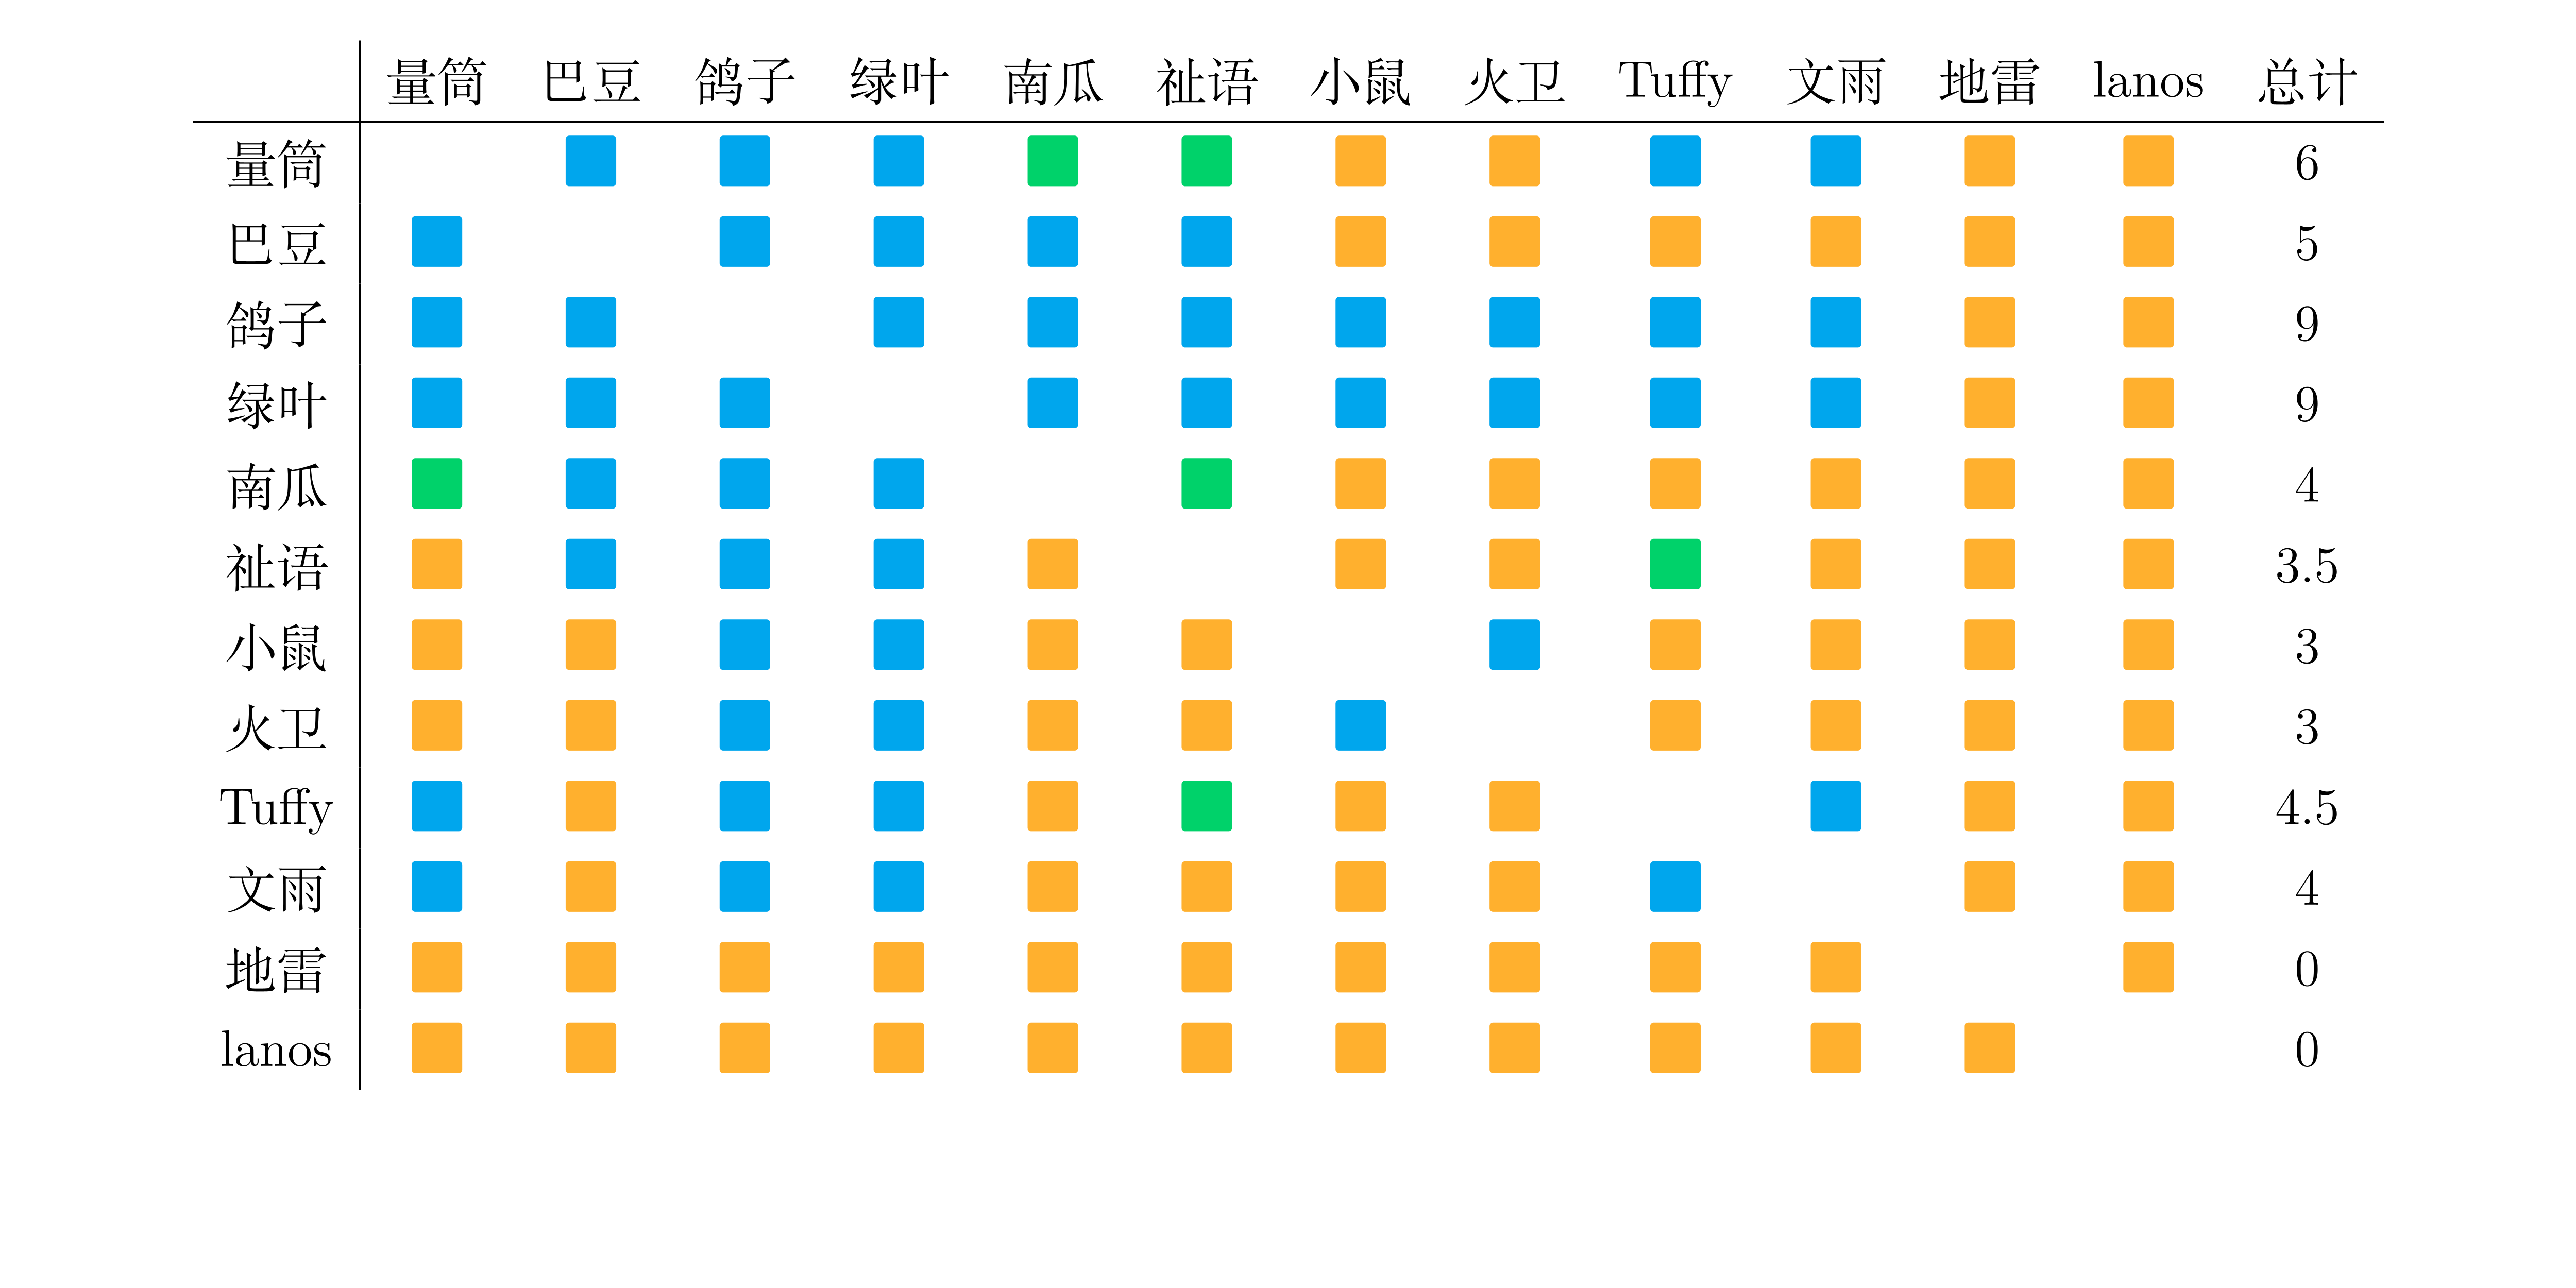 量筒 巴豆 鸽子 绿叶 南瓜 祉语 小鼠 火卫 Tuffy 文雨 地雷 lanos 总计
量筒 6
巴豆 5
鸽子 9
绿叶 9
南瓜 4
祉语 3.5
小鼠 3
火卫 3
Tuffy 4.5
文雨 4
地雷 0
lanos 0